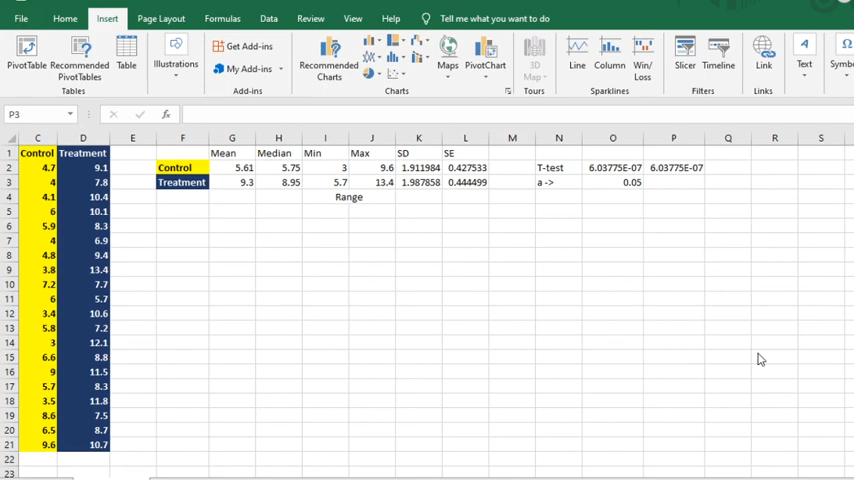 File Home Insert Page Layout Formulas Data Review View Help Tell me what you want to do
PivotTable Recommended PivotTables Table Illustrations Get Add-ins My Add-ins Recommended Charts Maps PivotChart 3D Map Line Column Win/Loss Slicer Timeline Link Text
Tables Add-ins Charts Tours Sparklines Filters Links
P3 fx
C D E F G H I J K L M N O P Q R S
1 Control Treatment Mean Median Min Max SD SE
2 4.7 9.1 Control 5.61 5.75 3 9.6 1.911984 0.427533 T-test 6.03775E-07 6.03775E-07
3 4 7.8 Treatment 9.3 8.95 5.7 13.4 1.987858 0.444499 a -> 0.05
4 4.1 10.4 Range
5 6 10.1
6 5.9 8.3
7 4 6.9
8 4.8 9.4
9 3.8 13.4
10 7.2 7.7
11 6 5.7
12 3.4 10.6
13 5.8 7.2
14 3 12.1
15 6.6 8.8
16 9 11.5
17 5.7 8.3
18 3.5 11.8
19 8.6 7.5
20 6.5 8.7
21 9.6 10.7
22
23